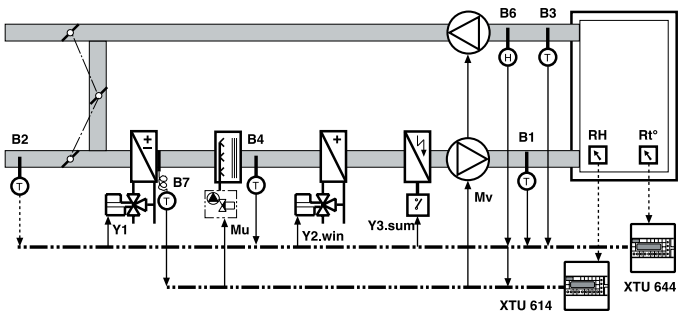 B6 B3
H T
B2 B4 B1 RH Rt°
T B7 T T
T
Y1 Mu Y2.win Y3.sum Mv
XTU 614 XTU 644